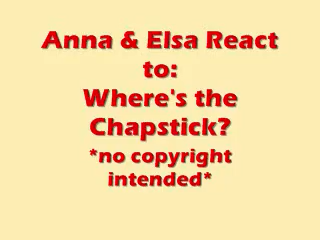 Anna & Elsa React
to:
Where's the
Chapstick?
*no copyright
intended*